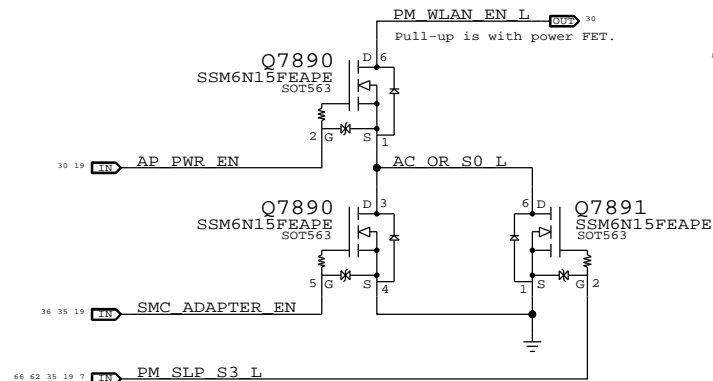 PM_WLAN_EN_L OUT 30
Pull-up is with power FET.
Q7890
SSM6N15FEAPE
SOT563
D 6
2 G S 1
30 19 IN AP_PWR_EN
AC_OR_S0_L
Q7890
SSM6N15FEAPE
SOT563
D 3
5 G S 4
6 D
Q7891
SSM6N15FEAPE
SOT563
1 S G 2
36 35 19 IN SMC_ADAPTER_EN
66 62 35 19 7 IN PM_SLP_S3_L